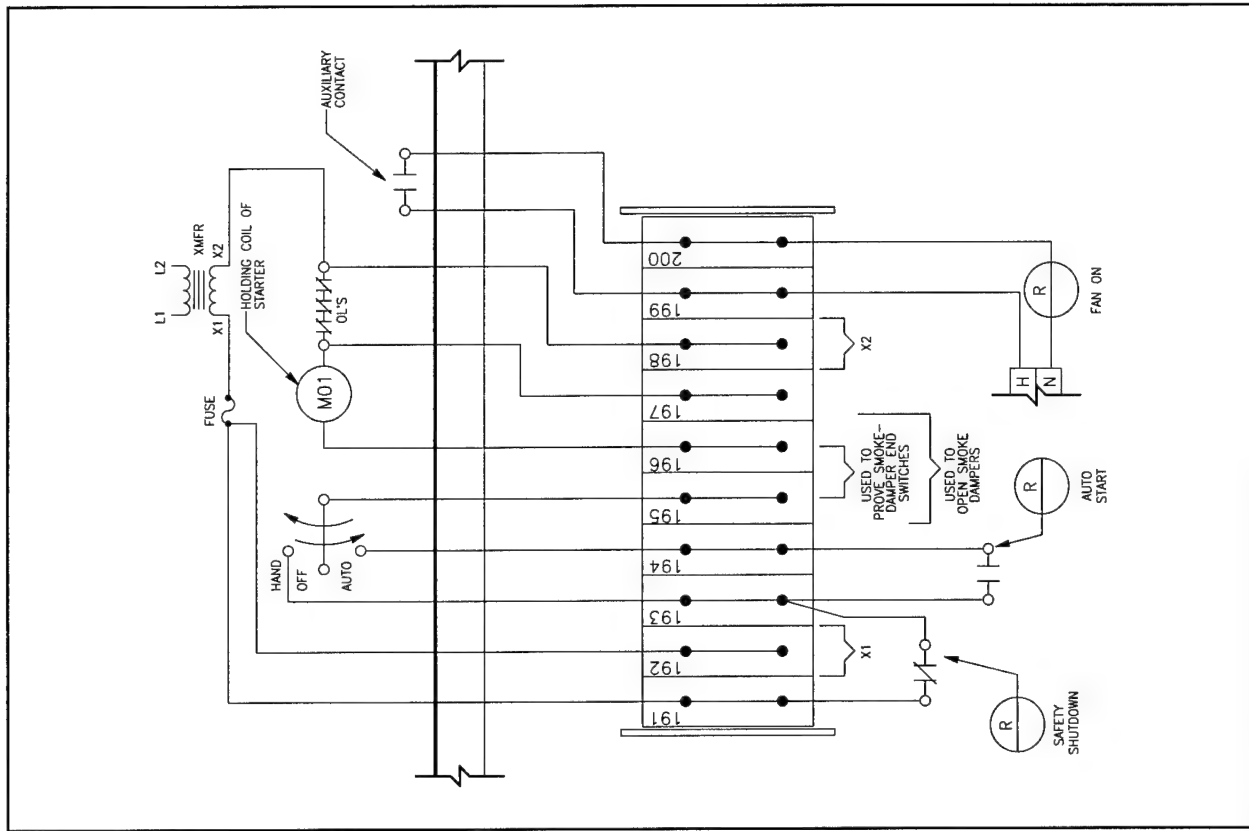 L1 L2
XMFR
X1 X2
HOLDING COIL OF
STARTER
FUSE
M01
OL'S
HAND
OFF
AUTO
AUXILIARY
CONTACT
191
192
193
194
195
196
197
198
199
200
X1
USED TO
PROVE SMOKE-
DAMPER END
SWITCHES
USED TO
OPEN SMOKE
DAMPERS
X2
H
N
R
FAN ON
R
AUTO
START
R
SAFETY
SHUTDOWN